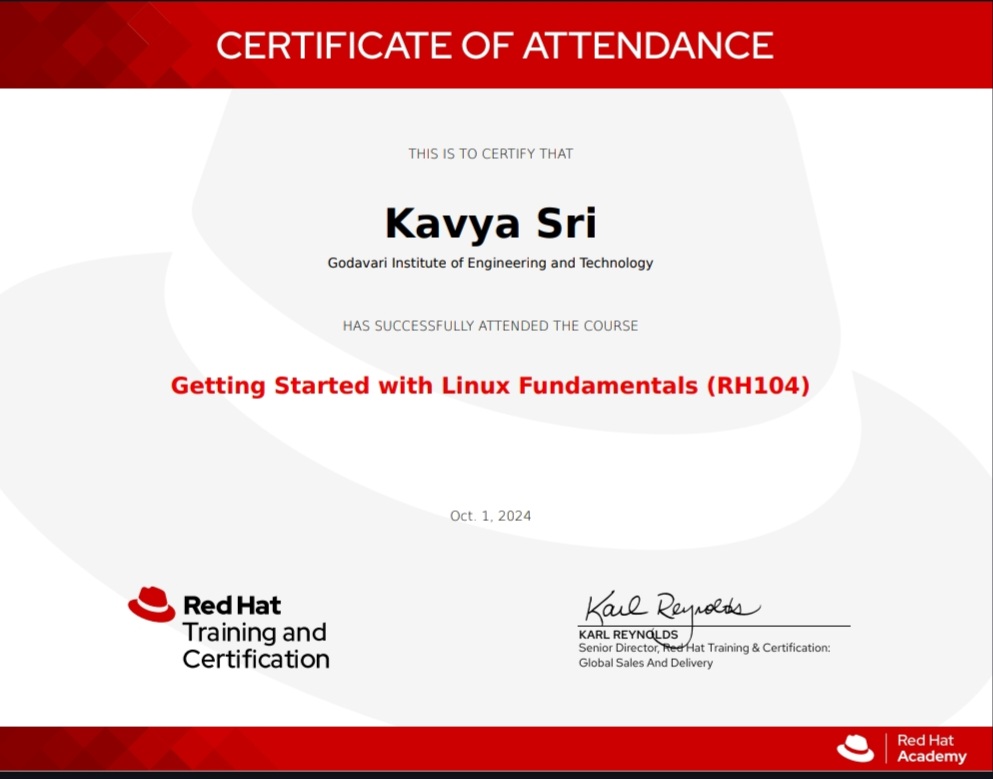 CERTIFICATE OF ATTENDANCE
THIS IS TO CERTIFY THAT
Kavya Sri
Godavari Institute of Engineering and Technology
HAS SUCCESSFULLY ATTENDED THE COURSE
Getting Started with Linux Fundamentals (RH104)
Oct. 1, 2024
Red Hat
Training and
Certification
Karl Reynolds
KARL REYNOLDS
Senior Director, Red Hat Training & Certification:
Global Sales And Delivery
Red Hat
Academy